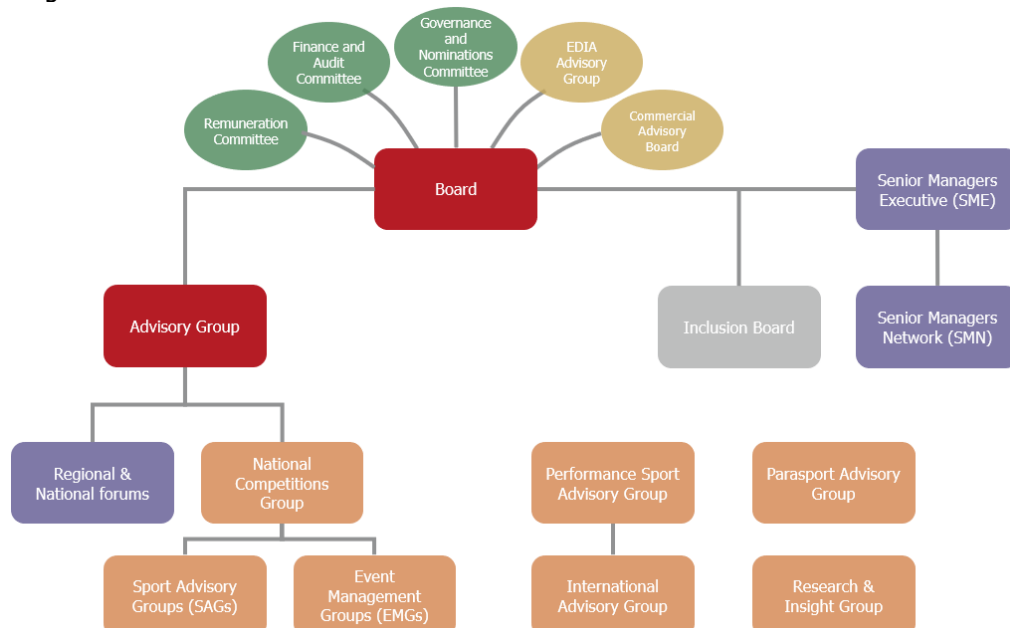 Governance
and
Nominations
Committee
Finance and
Audit
Committee
EDIA
Advisory
Group
Remuneration
Committee
Commercial
Advisory
Board
Board
Senior Managers
Executive (SME)
Advisory Group
Inclusion Board
Senior Managers
Network (SMN)
Regional &
National forums
National
Competitions
Group
Performance Sport
Advisory Group
Parasport Advisory
Group
Sport Advisory
Groups (SAGs)
Event
Management
Groups (EMGs)
International
Advisory Group
Research &
Insight Group